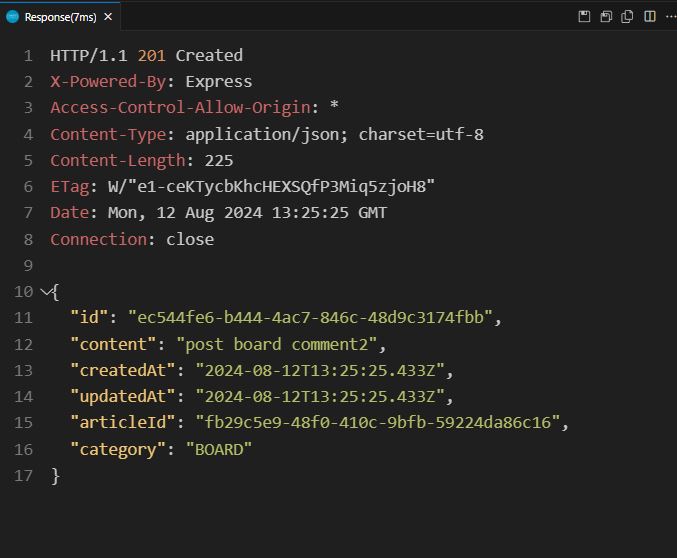 Response(7ms) ×
1 HTTP/1.1 201 Created
2 X-Powered-By: Express
3 Access-Control-Allow-Origin: *
4 Content-Type: application/json; charset=utf-8
5 Content-Length: 225
6 ETag: W/"e1-ceKTycbKhcHEXSQfP3Miq5zjoH8"
7 Date: Mon, 12 Aug 2024 13:25:25 GMT
8 Connection: close
9
10 {
11 "id": "ec544fe6-b444-4ac7-846c-48d9c3174fbb",
12 "content": "post board comment2",
13 "createdAt": "2024-08-12T13:25:25.433Z",
14 "updatedAt": "2024-08-12T13:25:25.433Z",
15 "articleId": "fb29c5e9-48f0-410c-9bfb-59224da86c16",
16 "category": "BOARD"
17 }